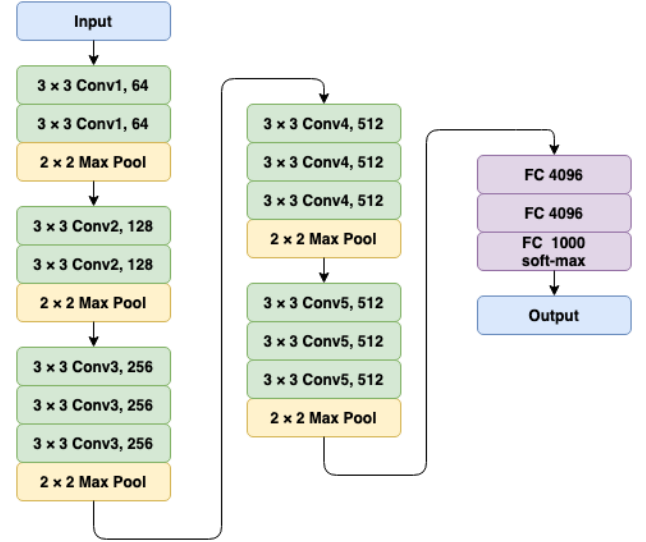 Input
3 × 3 Conv1, 64
3 × 3 Conv1, 64
2 × 2 Max Pool
3 × 3 Conv2, 128
3 × 3 Conv2, 128
2 × 2 Max Pool
3 × 3 Conv3, 256
3 × 3 Conv3, 256
3 × 3 Conv3, 256
2 × 2 Max Pool
3 × 3 Conv4, 512
3 × 3 Conv4, 512
3 × 3 Conv4, 512
2 × 2 Max Pool
3 × 3 Conv5, 512
3 × 3 Conv5, 512
3 × 3 Conv5, 512
2 × 2 Max Pool
FC 4096
FC 4096
FC 1000
soft-max
Output